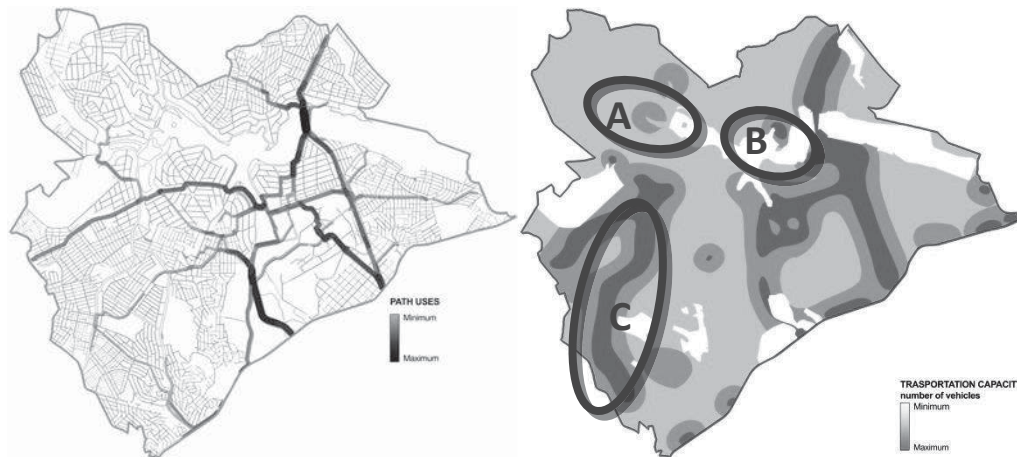 PATH USES
Minimum
Maximum
A
B
C
TRASPORTATION CAPACIT
number of vehicles
Minimum
Maximum